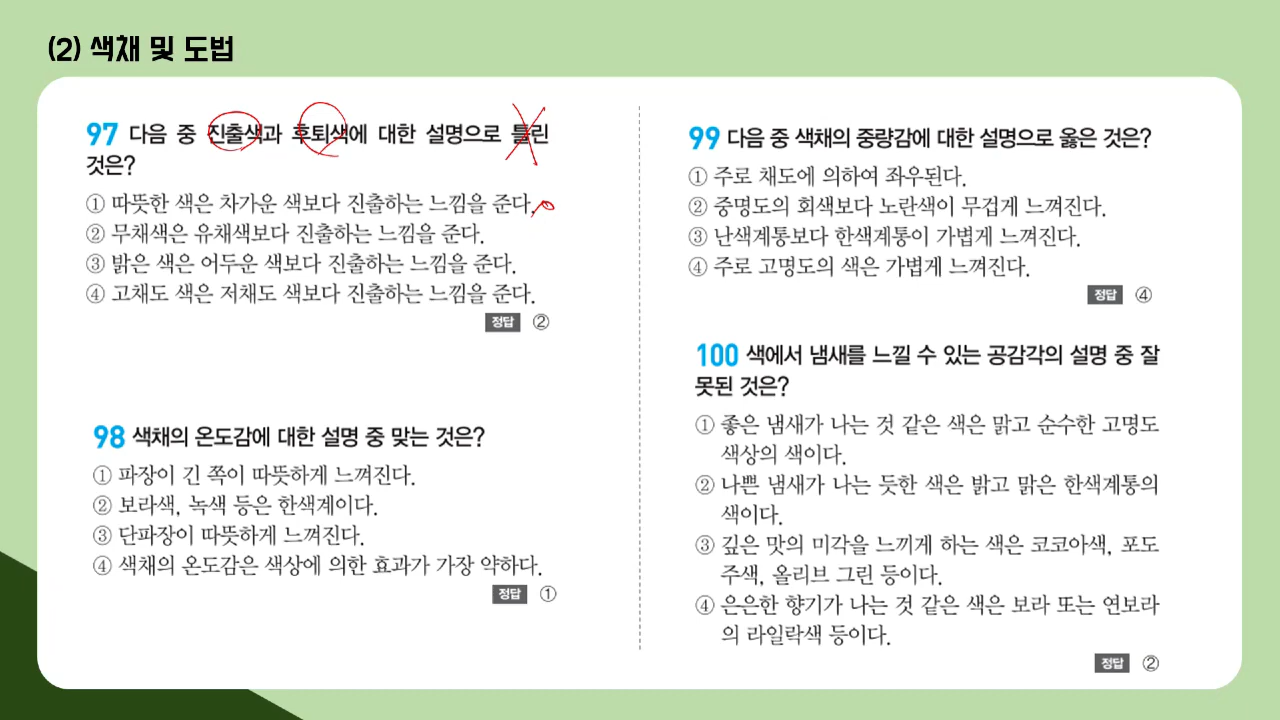 (2) 색채 및 도법
97 다음 중 진출색과 후퇴색에 대한 설명으로 틀린
것은?
① 따뜻한 색은 차가운 색보다 진출하는 느낌을 준다.
② 무채색은 유채색보다 진출하는 느낌을 준다.
③ 밝은 색은 어두운 색보다 진출하는 느낌을 준다.
④ 고채도 색은 저채도 색보다 진출하는 느낌을 준다.
정답 ②
98 색채의 온도감에 대한 설명 중 맞는 것은?
① 파장이 긴 쪽이 따뜻하게 느껴진다.
② 보라색, 녹색 등은 한색계이다.
③ 단파장이 따뜻하게 느껴진다.
④ 색채의 온도감은 색상에 의한 효과가 가장 약하다.
정답 ①
99 다음 중 색채의 중량감에 대한 설명으로 옳은 것은?
① 주로 채도에 의하여 좌우된다.
② 중명도의 회색보다 노란색이 무겁게 느껴진다.
③ 난색계통보다 한색계통이 가볍게 느껴진다.
④ 주로 고명도의 색은 가볍게 느껴진다.
정답 ④
100 색에서 냄새를 느낄 수 있는 공감각의 설명 중 잘
못된 것은?
① 좋은 냄새가 나는 것 같은 색은 맑고 순수한 고명도
색상의 색이다.
② 나쁜 냄새가 나는 듯한 색은 밝고 맑은 한색계통의
색이다.
③ 깊은 맛의 미각을 느끼게 하는 색은 코코아색, 포도
주색, 올리브 그린 등이다.
④ 은은한 향기가 나는 것 같은 색은 보라 또는 연보라
의 라일락색 등이다.
정답 ②